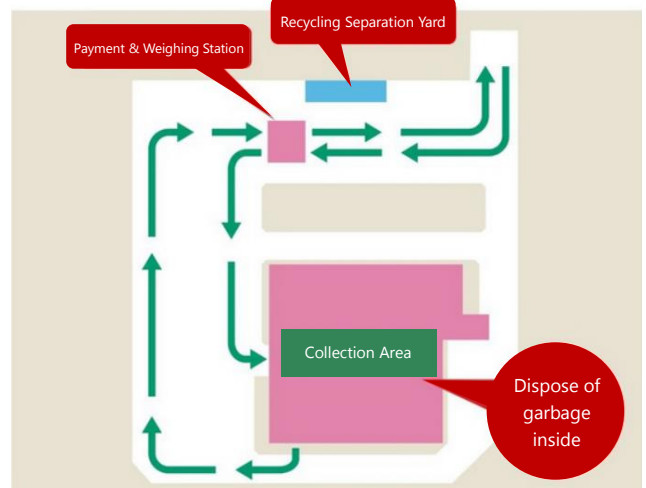 Recycling Separation Yard
Payment & Weighing Station
Collection Area
Dispose of
garbage
inside